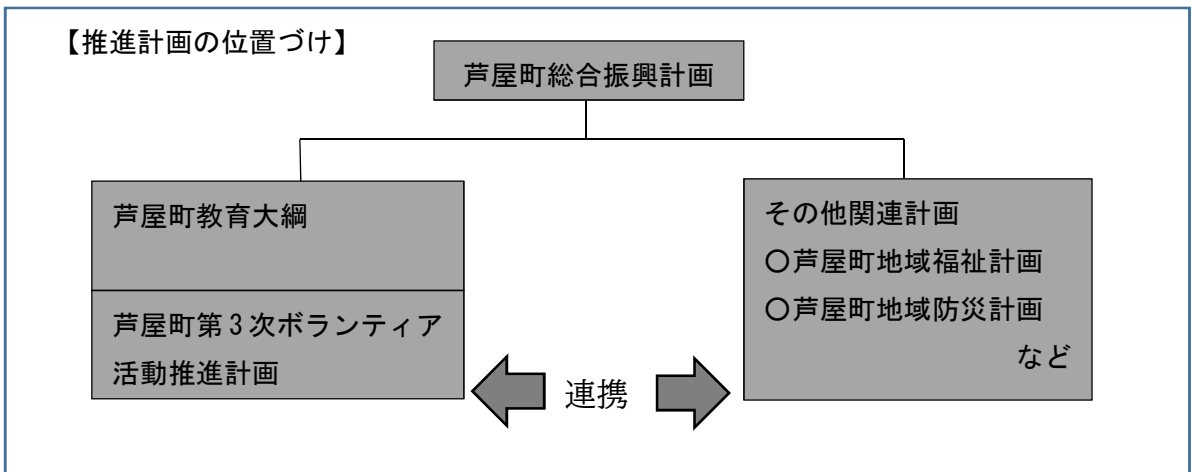 【推進計画の位置づけ】
芦屋町総合振興計画
芦屋町教育大綱
芦屋町第3次ボランティア
活動推進計画
その他関連計画
〇芦屋町地域福祉計画
〇芦屋町地域防災計画
など
連携